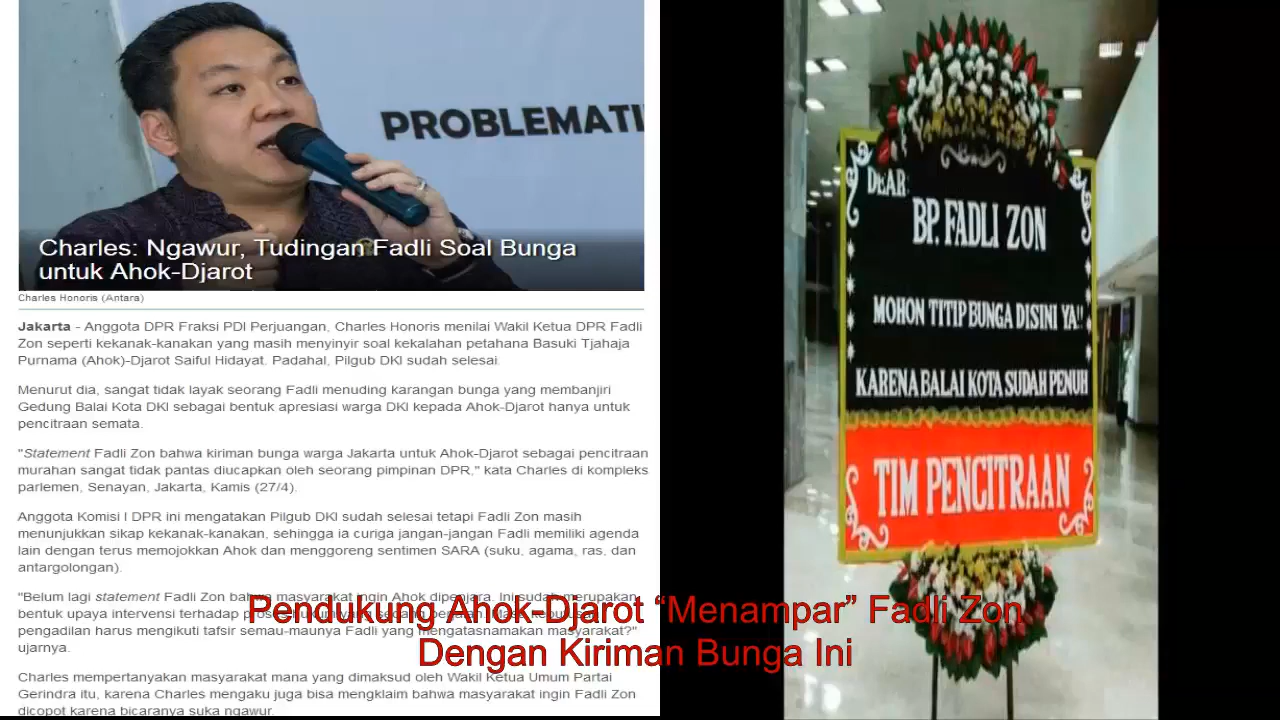 PROBLEMATI
Charles: Ngawur, Tudingan Fadli Soal Bunga
untuk Ahok-Djarot
Charles Honoris (Antara)
Jakarta - Anggota DPR Fraksi PDI Perjuangan, Charles Honoris menilai Wakil Ketua DPR Fadli
Zon seperti kekanak-kanakan yang masih menyinyir soal kekalahan petahana Basuki Tjahaja
Purnama (Ahok)-Djarot Saiful Hidayat. Padahal, Pilgub DKI sudah selesai.
Menurut dia, sangat tidak layak seorang Fadli menuding karangan bunga yang membanjiri
Gedung Balai Kota DKI sebagai bentuk apresiasi warga DKI kepada Ahok-Djarot hanya untuk
pencitraan semata.
"Statement Fadli Zon bahwa kiriman bunga warga Jakarta untuk Ahok-Djarot sebagai pencitraan
murahan sangat tidak pantas diucapkan oleh seorang pimpinan DPR," kata Charles di kompleks
parlemen, Senayan, Jakarta, Kamis (27/4).
Anggota Komisi I DPR ini mengatakan Pilgub DKI sudah selesai tetapi Fadli Zon masih
menunjukkan sikap kekanak-kanakan, sehingga ia curiga jangan-jangan Fadli memiliki agenda
lain dengan terus memojokkan Ahok dan menggoreng sentimen SARA (suku, agama, ras, dan
antargolongan).
"Belum lagi statement Fadli Zon bahwa masyarakat ingin Ahok dipenjara. Ini sudah merupakan
bentuk upaya intervensi terhadap
pengadilan harus mengikuti tafsir semau-maunya Fadli yang mengatasnamakan masyarakat?"
ujarnya.
Charles mempertanyakan masyarakat mana yang dimaksud oleh Wakil Ketua Umum Partai
Gerindra itu, karena Charles mengaku juga bisa mengklaim bahwa masyarakat ingin Fadli Zon
dicopot karena bicaranya suka ngawur.
DEAR:
BP. FADLI ZON
MOHON TITIP BUNGA DISINI YA!!
KARENA BALAI KOTA SUDAH PENUH
TIM PENCITRAAN
Pendukung Ahok-Djarot “Menampar” Fadli Zon
Dengan Kiriman Bunga Ini